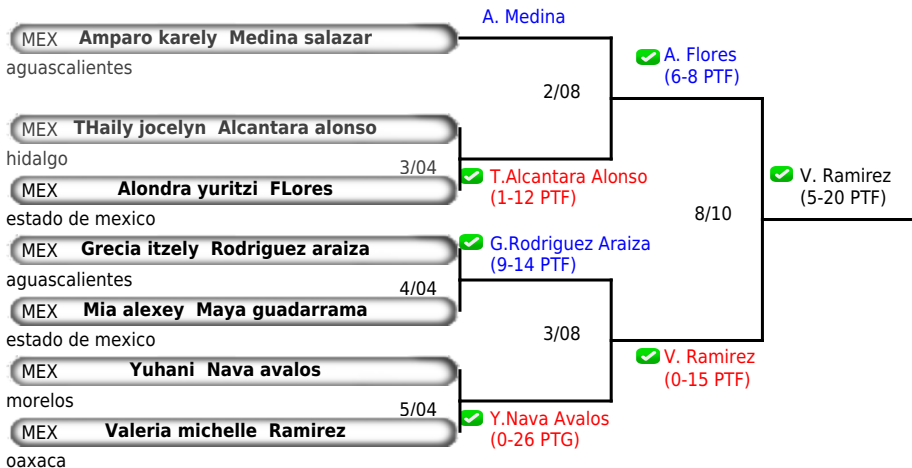 A. Medina
MEX Amparo karely Medina salazar
aguascalientes
A. Flores
(6-8 PTF)
2/08
MEX THaily jocelyn Alcantara alonso
hidalgo
3/04
MEX Alondra yuritzi FLores
estado de mexico
T.Alcantara Alonso
(1-12 PTF)
V. Ramirez
(5-20 PTF)
8/10
MEX Grecia itzely Rodriguez araiza
aguascalientes
G.Rodriguez Araiza
(9-14 PTF)
4/04
MEX Mia alexey Maya guadarrama
estado de mexico
3/08
V. Ramirez
(0-15 PTF)
MEX Yuhani Nava avalos
morelos
5/04
MEX Valeria michelle Ramirez
oaxaca
Y.Nava Avalos
(0-26 PTG)